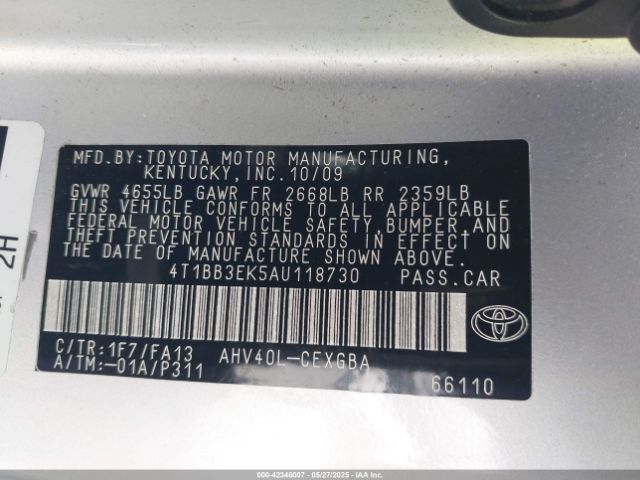 MFD.BY:TOYOTA MOTOR MANUFACTURING,
KENTUCKY,INC.10/09
GVWR 4655LB GAWR FR 2668LB RR 2359LB
THIS VEHICLE CONFORMS TO ALL APPLICABLE
FEDERAL MOTOR VEHICLE SAFETY,BUMPER,AND
THEFT PREVENTION STANDARDS IN EFFECT ON
THE DATE OF MANUFACTURE SHOWN ABOVE.
4T1BB3EK5AU118730 PASS.CAR
C/TR:1F7/FA13 AHV40L-CEXGBA
A/TM:-01A/P311
66110
2H
000-42346007 - 05/27/2025 - IAA Inc.